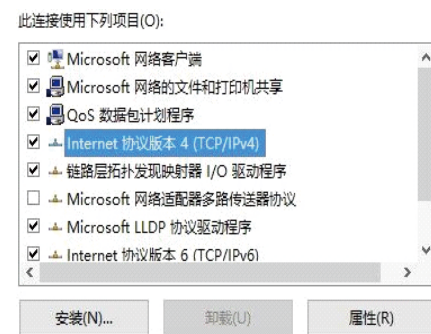 此连接使用下列项目(O):
Microsoft 网络客户端
Microsoft 网络的文件和打印机共享
QoS 数据包计划程序
Internet 协议版本 4 (TCP/IPv4)
链路层拓扑发现映射器 I/O 驱动程序
Microsoft 网络适配器多路传送器协议
Microsoft LLDP 协议驱动程序
Internet 协议版本 6 (TCP/IPv6)
安装(N)... 卸载(U) 属性(R)